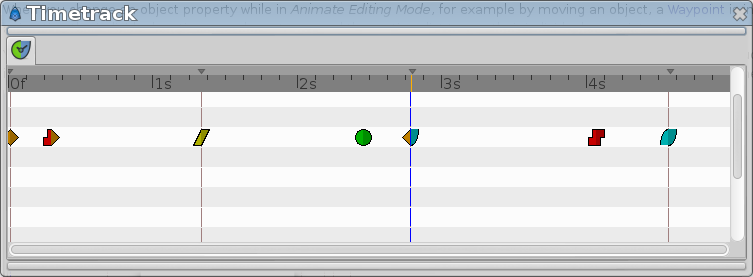 object property while in Animate Editing Mode, for example by moving an object, a Waypoint
Timetrack
0f 1s 2s 3s 4s